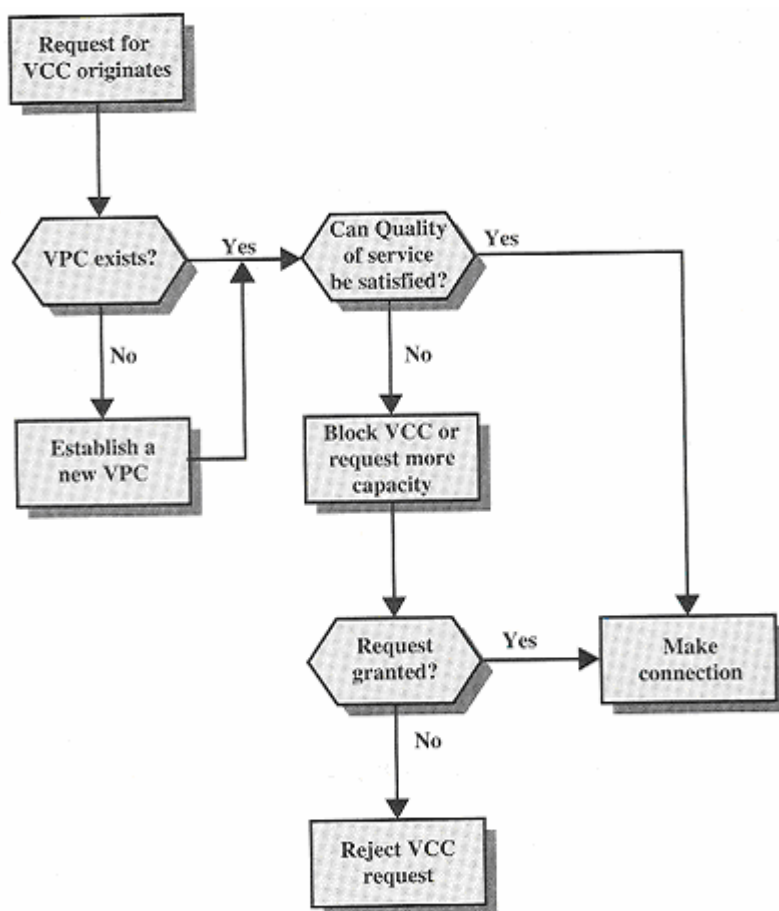 Request for
VCC originates
VPC exists?
Yes
Can Quality
of service
be satisfied?
Yes
No
No
Establish a
new VPC
Block VCC or
request more
capacity
Request
granted?
Yes
Make
connection
No
Reject VCC
request